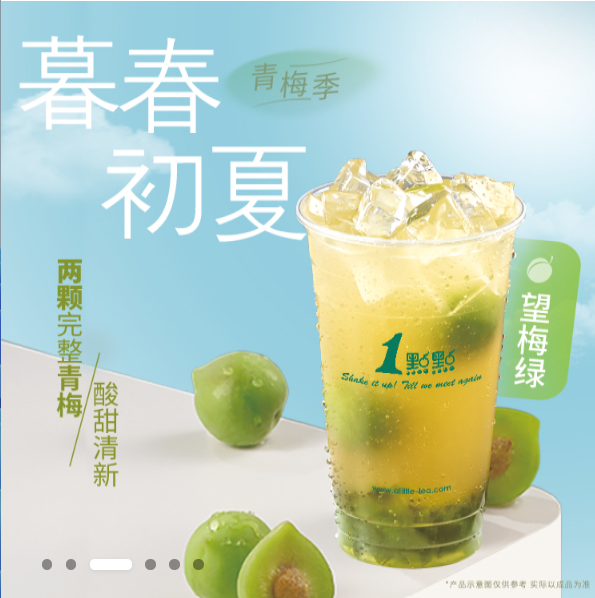 暮春
初夏
青梅季
两颗完整青梅
酸甜清新
望梅绿
1點點
Shake it up! Till we meet again
www.alittle-tea.com
*产品示意图仅供参考 实际以成品为准